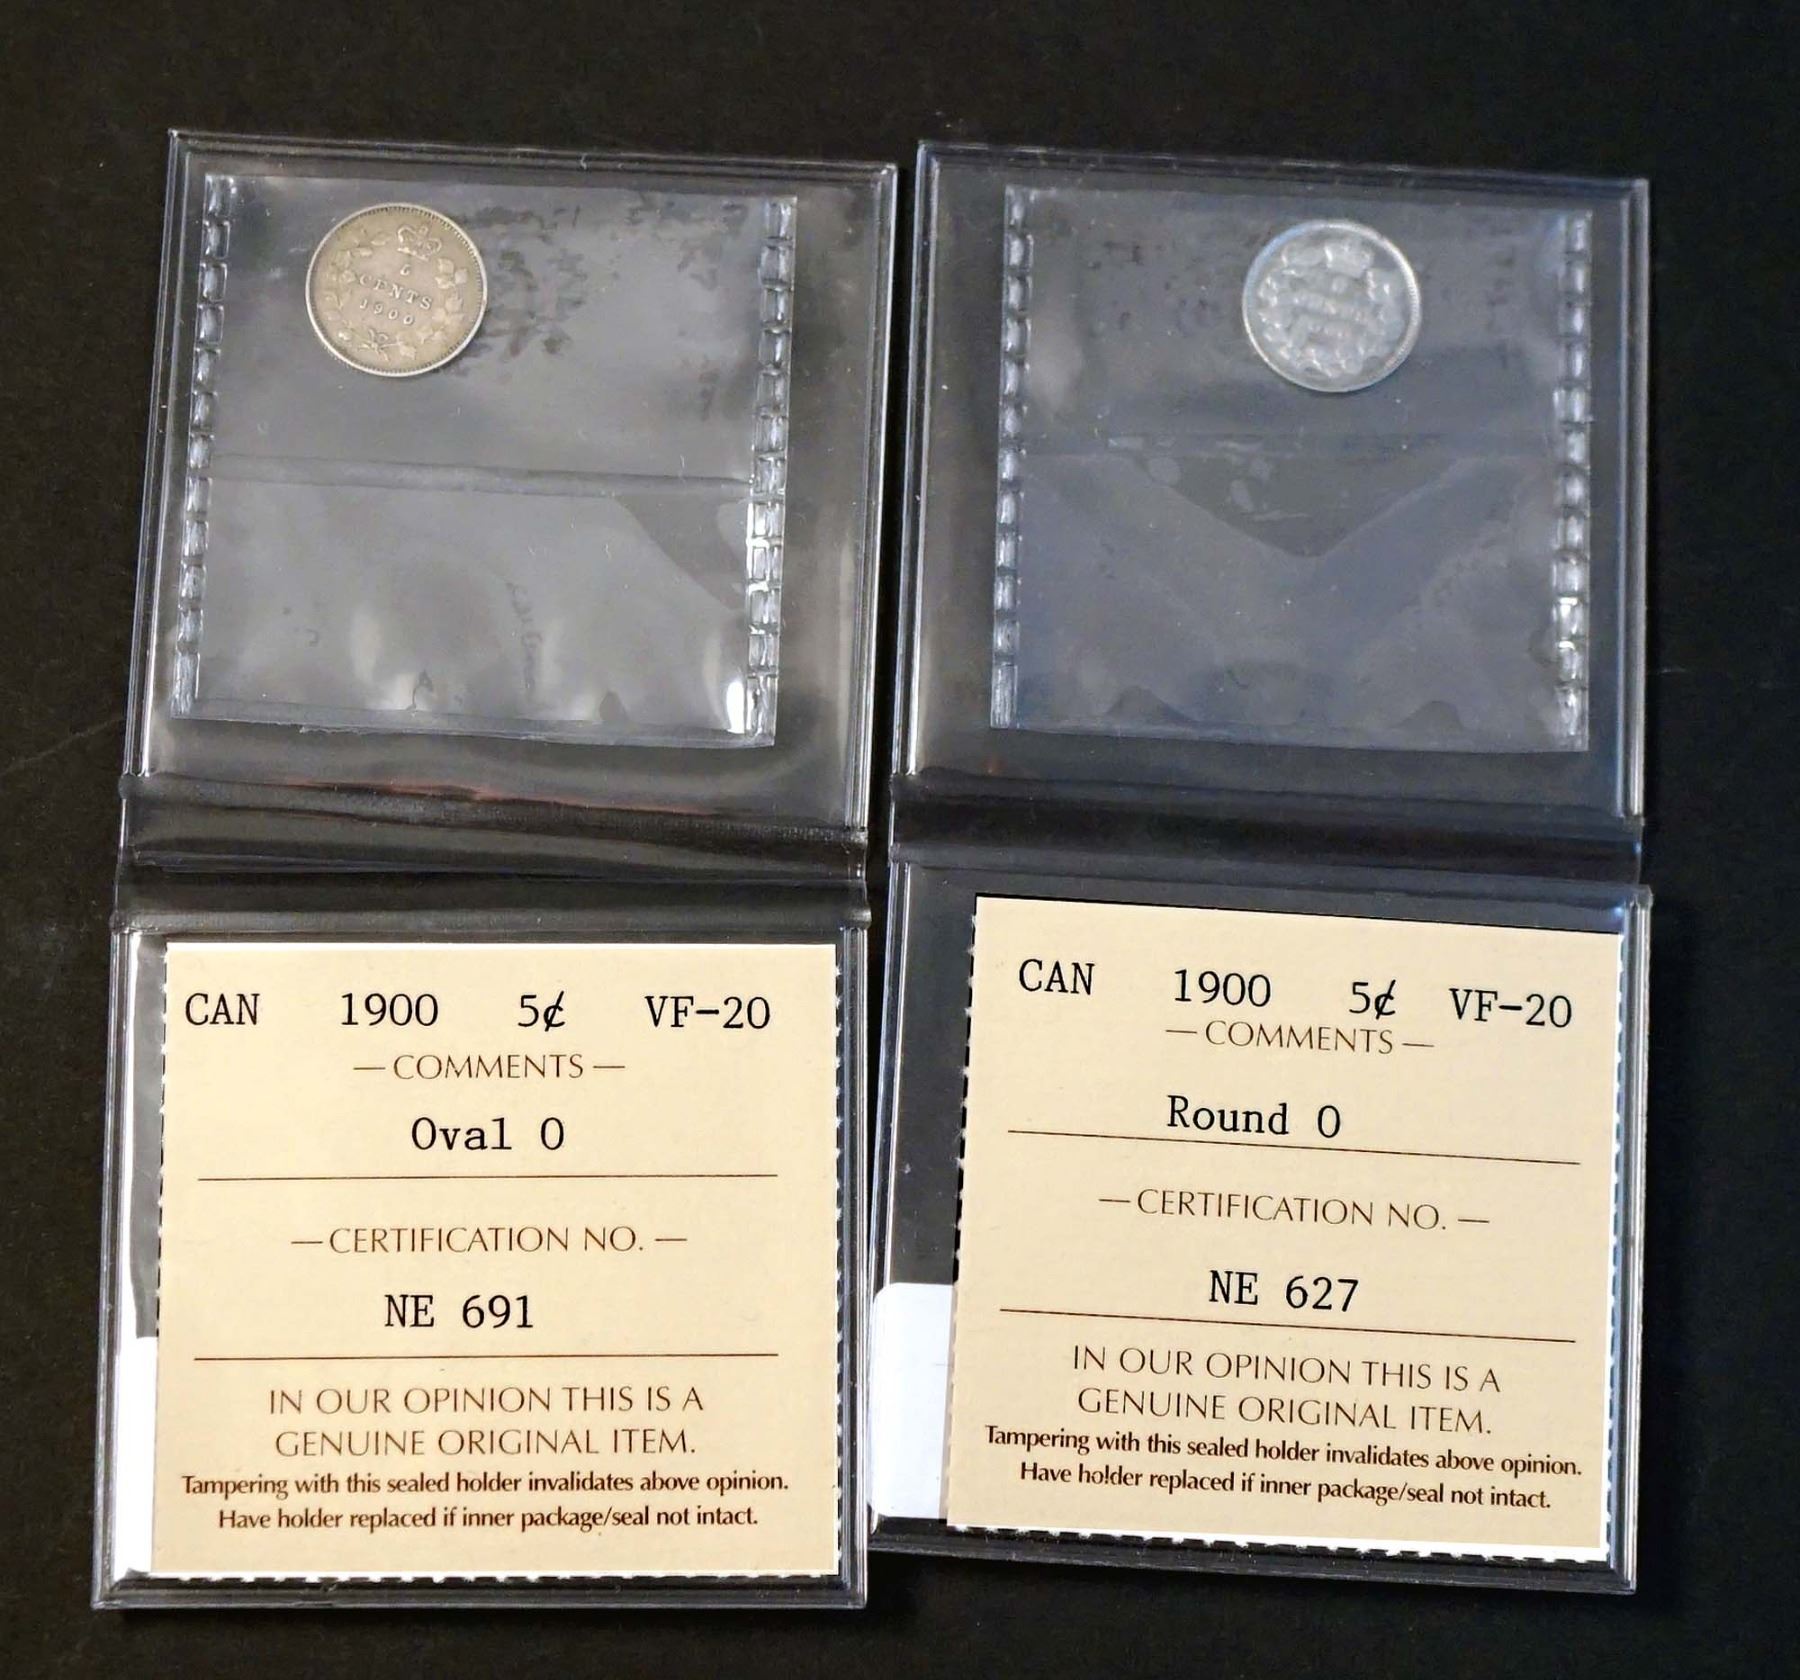 5
CENTS
1900
CAN 1900 5¢ VF-20
— COMMENTS —
Oval 0
— CERTIFICATION NO. —
NE 691
IN OUR OPINION THIS IS A
GENUINE ORIGINAL ITEM.
Tampering with this sealed holder invalidates above opinion.
Have holder replaced if inner package/seal not intact.
CAN 1900 5¢ VF-20
— COMMENTS —
Round 0
— CERTIFICATION NO. —
NE 627
IN OUR OPINION THIS IS A
GENUINE ORIGINAL ITEM.
Tampering with this sealed holder invalidates above opinion.
Have holder replaced if inner package/seal not intact.